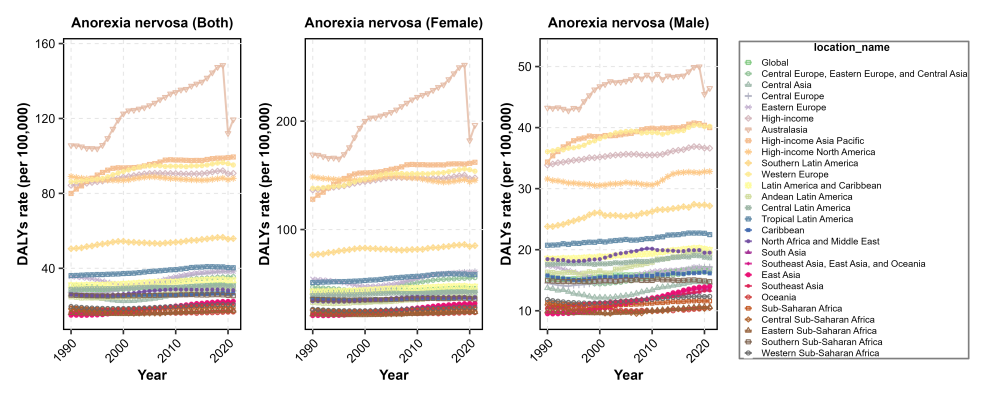 Anorexia nervosa (Both)
Anorexia nervosa (Female)
Anorexia nervosa (Male)
DALYs rate (per 100,000)
160
120
80
40
1990
2000
2010
2020
Year
DALYs rate (per 100,000)
200
100
1990
2000
2010
2020
Year
DALYs rate (per 100,000)
50
40
30
20
10
1990
2000
2010
2020
Year
location_name
Global
Central Europe, Eastern Europe, and Central Asia
Central Asia
Central Europe
Eastern Europe
High-income
Australasia
High-income Asia Pacific
High-income North America
Southern Latin America
Western Europe
Latin America and Caribbean
Andean Latin America
Central Latin America
Tropical Latin America
Caribbean
North Africa and Middle East
South Asia
Southeast Asia, East Asia, and Oceania
East Asia
Southeast Asia
Oceania
Sub-Saharan Africa
Central Sub-Saharan Africa
Eastern Sub-Saharan Africa
Southern Sub-Saharan Africa
Western Sub-Saharan Africa